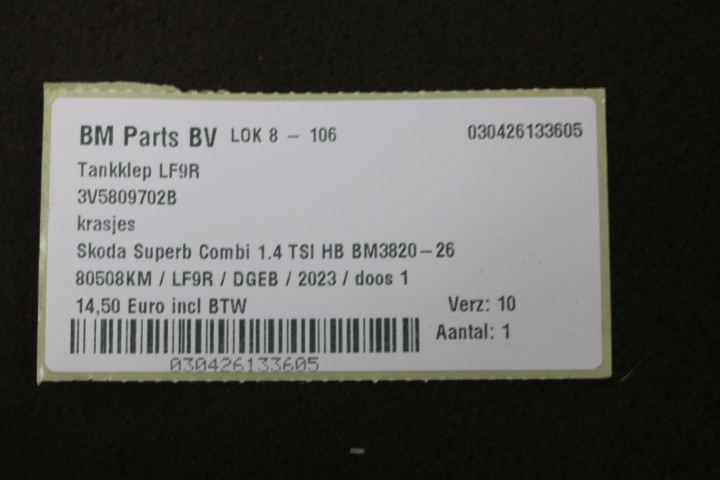 BM Parts BV LOK 8 - 106 030426133605
Tankklep LF9R
3V5809702B
krasjes
Skoda Superb Combi 1.4 TSI HB BM3820-26
80508KM / LF9R / DGEB / 2023 / doos 1
14,50 Euro incl BTW Verz: 10
Aantal: 1
030426133605